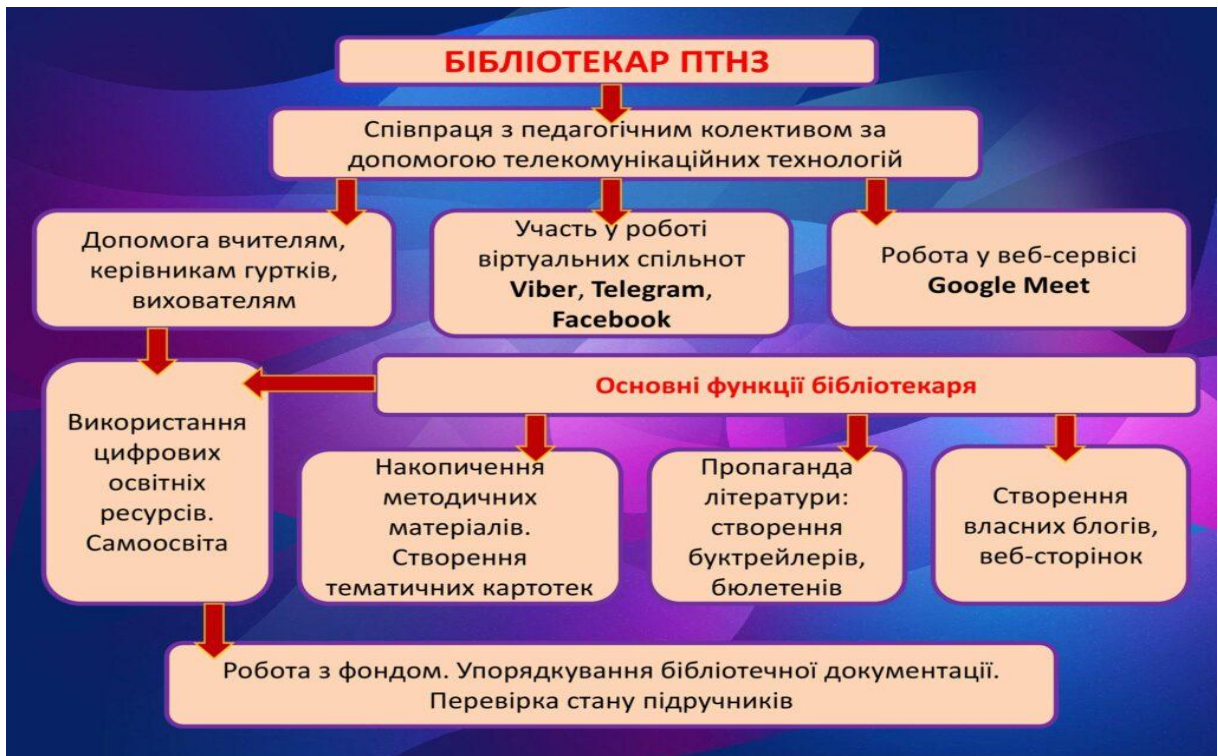 БІБЛІОТЕКАР ПТНЗ
Співпраця з педагогічним колективом за
допомогою телекомунікаційних технологій
Допомога вчителям,
керівникам гуртків,
вихователям
Участь у роботі
віртуальних спільнот
Viber, Telegram,
Facebook
Робота у веб-сервісі
Google Meet
Основні функції бібліотекаря
Використання
цифрових
освітніх
ресурсів.
Самоосвіта
Накопичення
методичних
матеріалів.
Створення
тематичних картотек
Пропаганда
літератури:
створення
буктрейлерів,
бюлетенів
Створення
власних блогів,
веб-сторінок
Робота з фондом. Упорядкування бібліотечної документації.
Перевірка стану підручників